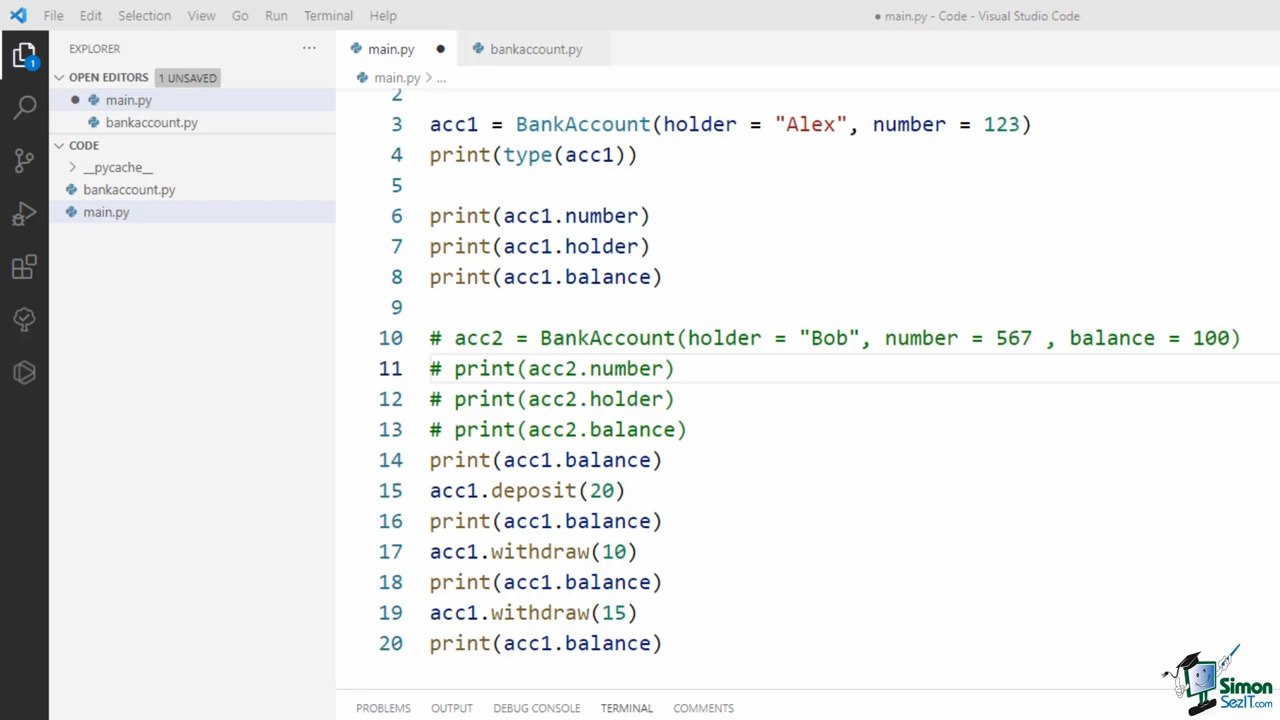 File Edit Selection View Go Run Terminal Help
● main.py - Code - Visual Studio Code
EXPLORER ...
main.py ●
bankaccount.py
1
OPEN EDITORS 1 UNSAVED
● main.py
bankaccount.py
CODE
__pycache__
bankaccount.py
main.py
main.py > ...
2
3 acc1 = BankAccount(holder = "Alex", number = 123)
4 print(type(acc1))
5
6 print(acc1.number)
7 print(acc1.holder)
8 print(acc1.balance)
9
10 # acc2 = BankAccount(holder = "Bob", number = 567 , balance = 100)
11 # print(acc2.number)
12 # print(acc2.holder)
13 # print(acc2.balance)
14 print(acc1.balance)
15 acc1.deposit(20)
16 print(acc1.balance)
17 acc1.withdraw(10)
18 print(acc1.balance)
19 acc1.withdraw(15)
20 print(acc1.balance)
PROBLEMS OUTPUT DEBUG CONSOLE TERMINAL COMMENTS
Simon
SezIT.com